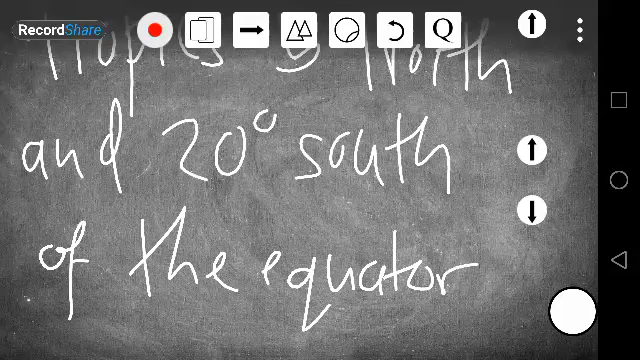 RecordShare
Q
North
and 20° south
of the equator